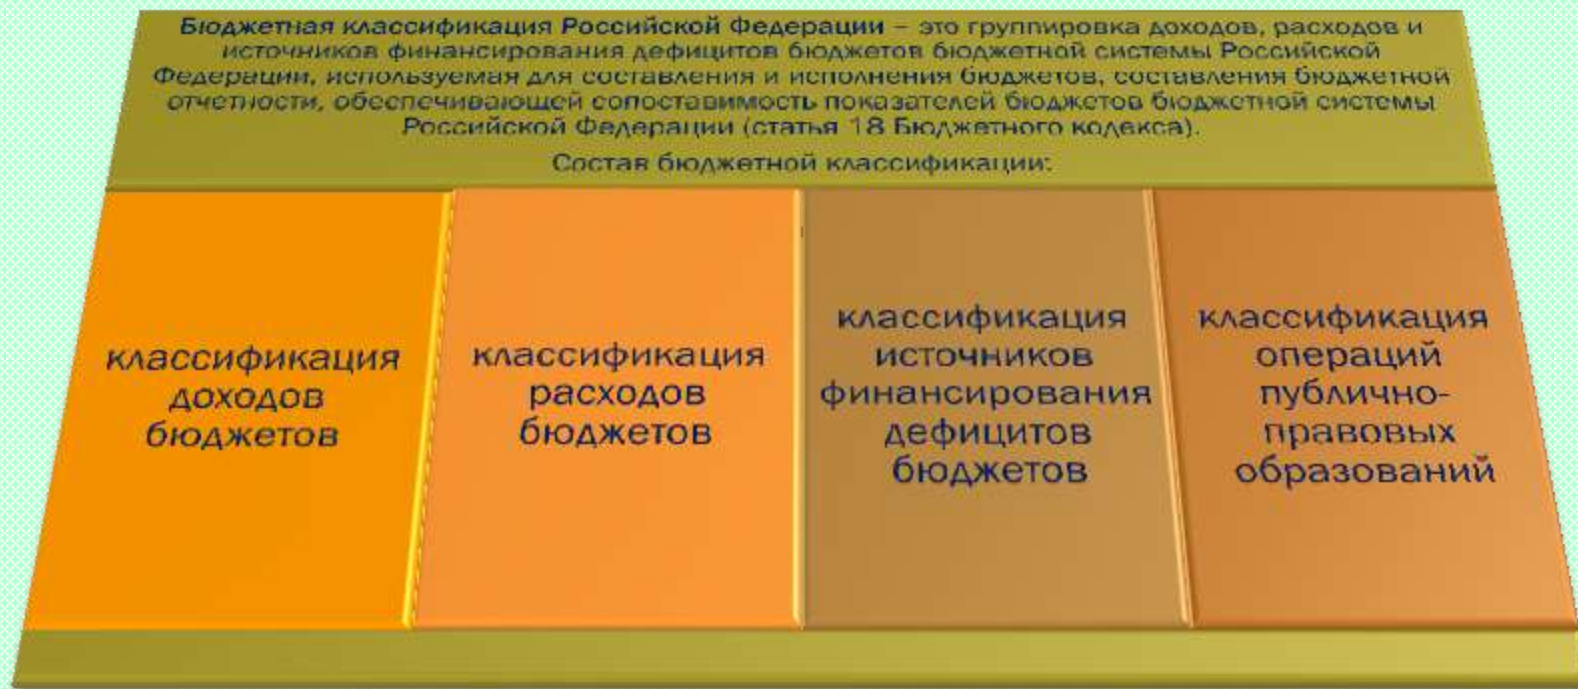 Бюджетная классификация Российской Федерации – это группировка доходов, расходов и
источников финансирования дефицитов бюджетов бюджетной системы Российской
Федерации, используемая для составления и исполнения бюджетов, составления бюджетной
отчетности, обеспечивающей сопоставимость показателей бюджетов бюджетной системы
Российской Федерации (статья 18 Бюджетного кодекса).
Состав бюджетной классификации:
классификация
доходов
бюджетов
классификация
расходов
бюджетов
классификация
источников
финансирования
дефицитов
бюджетов
классификация
операций
публично-
правовых
образований